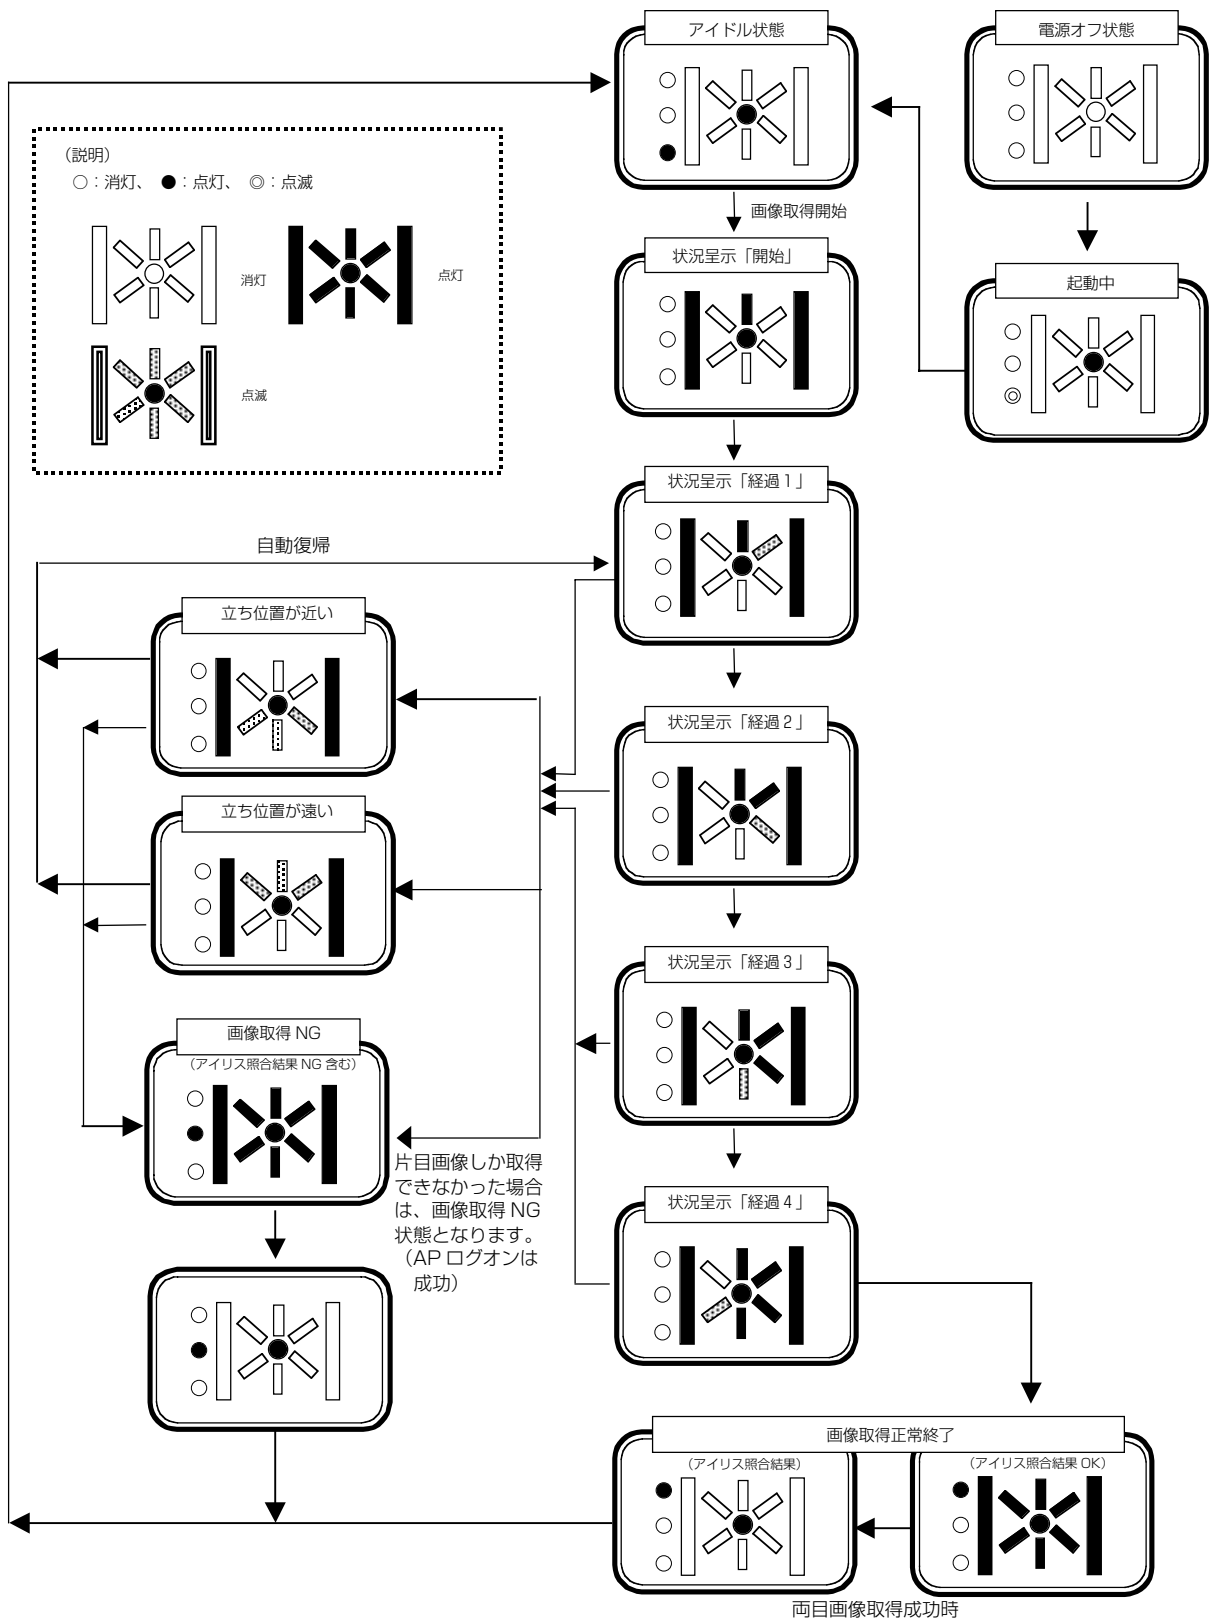 アイドル状態
電源オフ状態
（説明）
○：消灯、 ●：点灯、 ◎：点滅
消灯
点灯
点滅
画像取得開始
状況呈示「開始」
起動中
状況呈示「経過１」
自動復帰
立ち位置が近い
状況呈示「経過２」
立ち位置が遠い
状況呈示「経過３」
画像取得 NG
（アイリス照合結果 NG 含む）
片目画像しか取得
できなかった場合
は、画像取得 NG
状態となります。
（AP ログオンは
成功）
状況呈示「経過４」
画像取得正常終了
（アイリス照合結果）
（アイリス照合結果 OK）
両目画像取得成功時